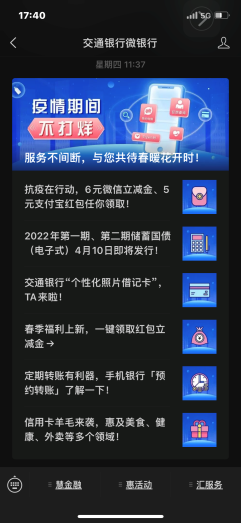 17:40
5G
交通银行微银行
星期四 11:37
疫情期间
不打烊
服务不间断，与您共待春暖花开时！
抗疫在行动，6元微信立减金、5
元支付宝红包任你领取！
2022年第一期、第二期储蓄国债
（电子式）4月10日即将发行！
交通银行“个性化照片借记卡”，
TA来啦！
春季福利上新，一键领取红包立
减金→
定期转账有利器，手机银行「预
约转账」了解一下！
信用卡羊毛来袭，惠及美食、健
康、外卖等多个领域！
慧金融
惠活动
汇服务